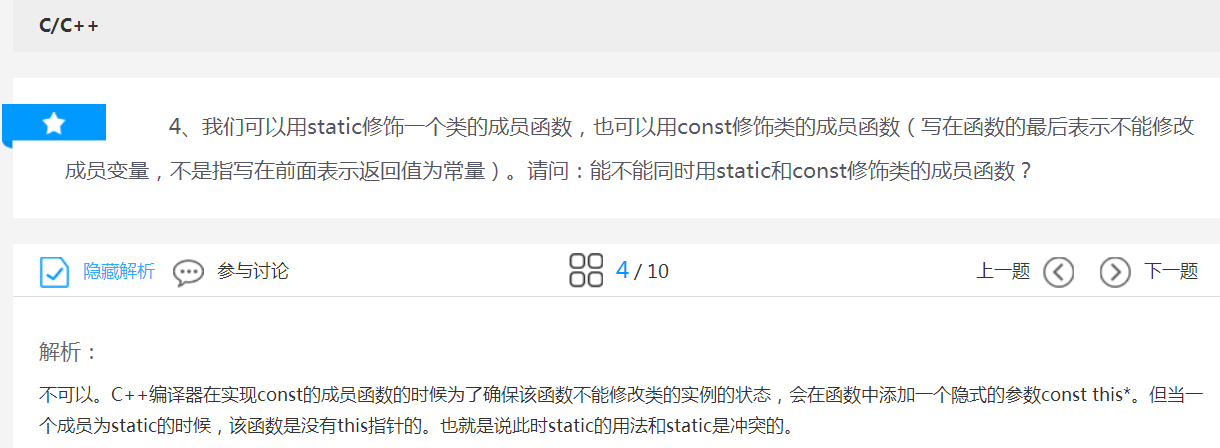 C/C++
4、我们可以用static修饰一个类的成员函数，也可以用const修饰类的成员函数（写在函数的最后表示不能修改
成员变量，不是指写在前面表示返回值为常量）。请问：能不能同时用static和const修饰类的成员函数？
隐藏解析 参与讨论 4 / 10 上一题 下一题
解析：
不可以。C++编译器在实现const的成员函数的时候为了确保该函数不能修改类的实例的状态，会在函数中添加一个隐式的参数const this*。但当一
个成员为static的时候，该函数是没有this指针的。也就是说此时static的用法和static是冲突的。